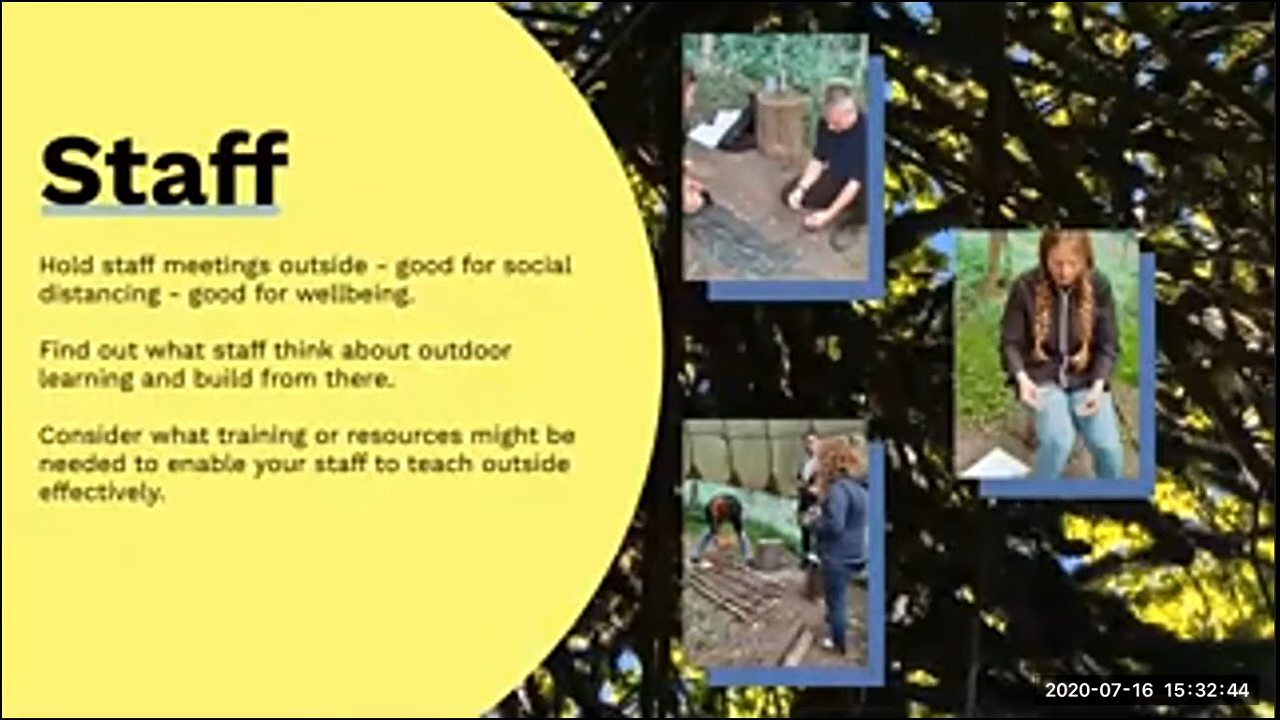 Staff
Hold staff meetings outside - good for social
distancing - good for wellbeing.
Find out what staff think about outdoor
learning and build from there.
Consider what training or resources might be
needed to enable your staff to teach outside
effectively.
2020-07-16 15:32:44